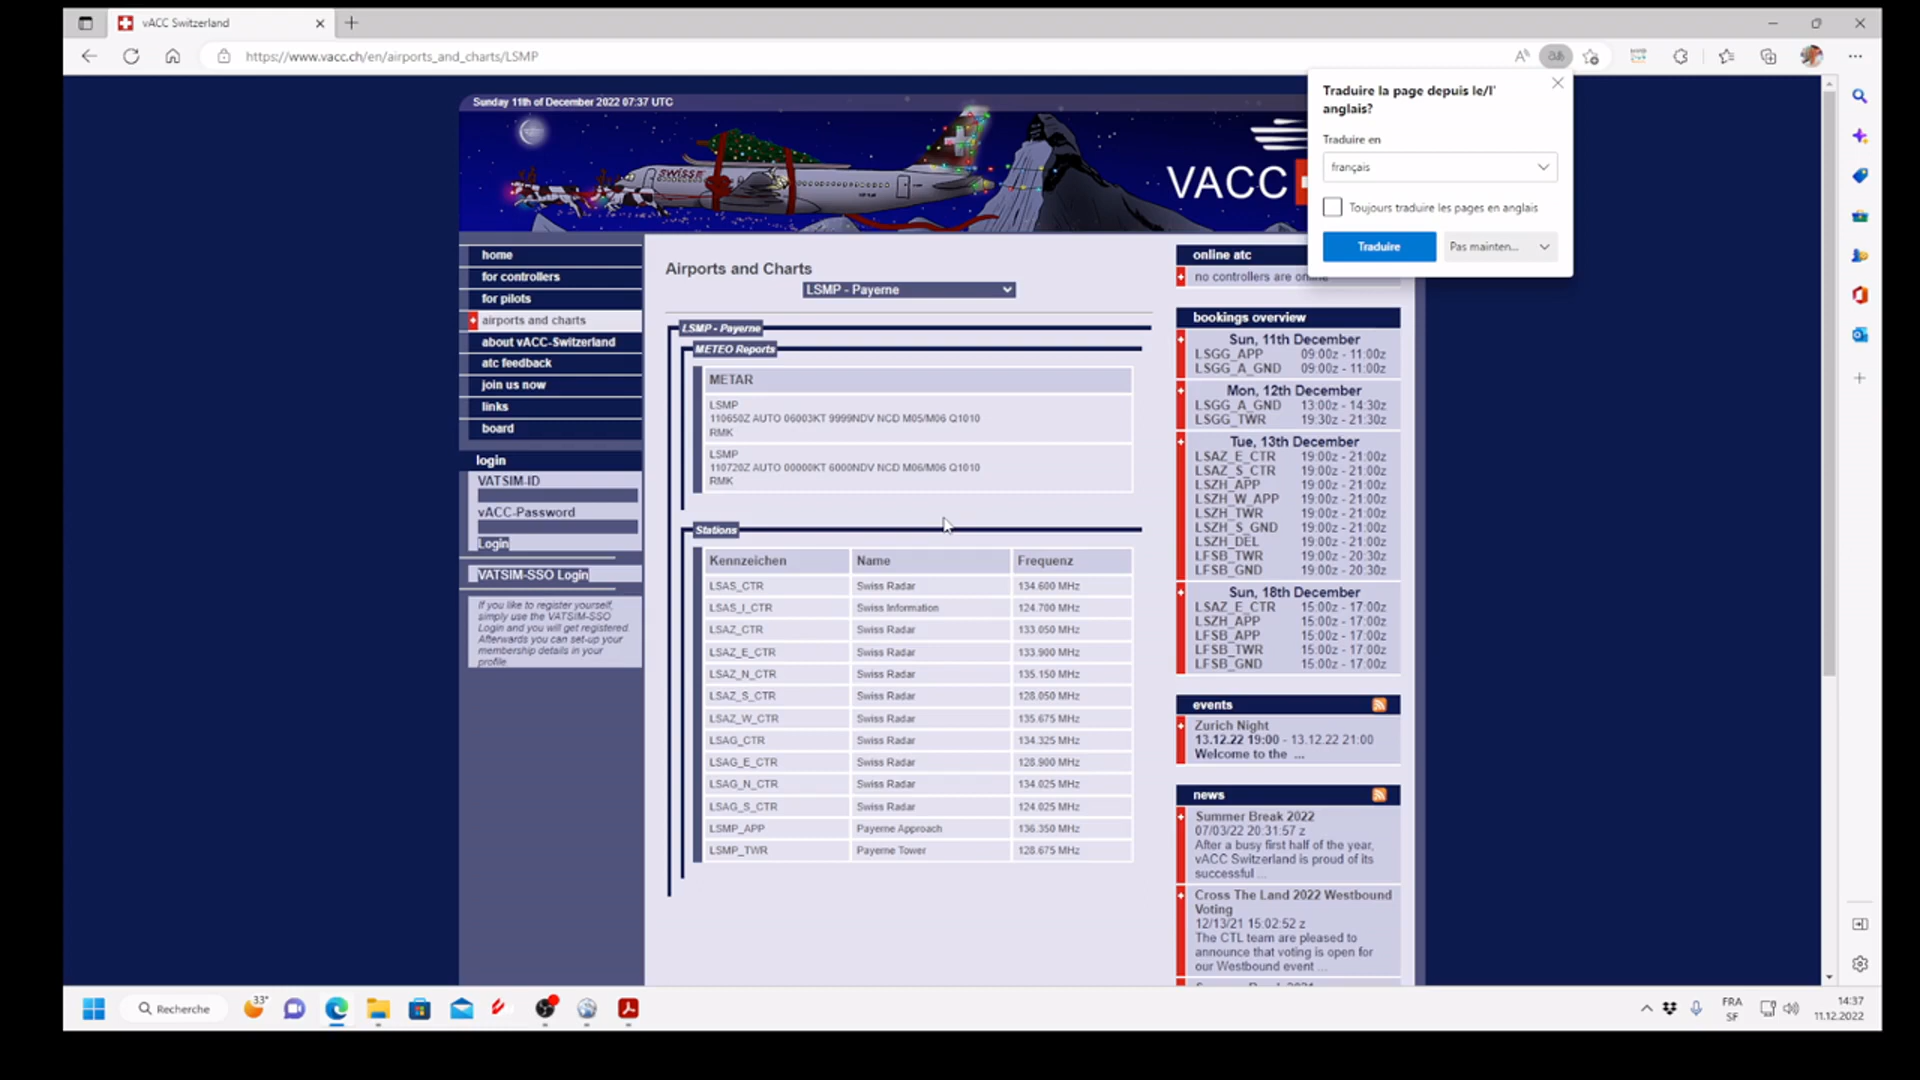 vACC Switzerland
https://www.vacc.ch/en/airports_and_charts/LSMP
Traduire la page depuis le/l'
anglais?
Traduire en
français
Toujours traduire les pages en anglais
Traduire
Pas mainten...
Sunday 11th of December 2022 07:37 UTC
SWISS
VACC
home
for controllers
for pilots
airports and charts
about vACC-Switzerland
atc feedback
join us now
links
board
login
VATSIM-ID
vACC-Password
Login
VATSIM-SSO Login
If you like to register yourself,
simply use the VATSIM-SSO
Login and you will get registered.
Afterwards you can set-up your
membership details in your
profile.
Airports and Charts
LSMP - Payerne
LSMP - Payerne
METEO Reports
METAR
LSMP
110650Z AUTO 06003KT 9999NDV NCD M05/M06 Q1010
RMK
LSMP
110720Z AUTO 00000KT 6000NDV NCD M06/M06 Q1010
RMK
Stations
Kennzeichen Name Frequenz
LSAS_CTR Swiss Radar 134.600 MHz
LSAS_I_CTR Swiss Information 124.700 MHz
LSAZ_CTR Swiss Radar 133.050 MHz
LSAZ_E_CTR Swiss Radar 133.900 MHz
LSAZ_N_CTR Swiss Radar 135.150 MHz
LSAZ_S_CTR Swiss Radar 128.050 MHz
LSAZ_W_CTR Swiss Radar 135.675 MHz
LSAG_CTR Swiss Radar 134.325 MHz
LSAG_E_CTR Swiss Radar 128.900 MHz
LSAG_N_CTR Swiss Radar 134.025 MHz
LSAG_S_CTR Swiss Radar 124.025 MHz
LSMP_APP Payerne Approach 136.350 MHz
LSMP_TWR Payerne Tower 128.675 MHz
online atc
no controllers are online
bookings overview
Sun, 11th December
LSGG_APP 09:00z - 11:00z
LSGG_A_GND 09:00z - 11:00z
Mon, 12th December
LSGG_A_GND 13:00z - 14:30z
LSGG_TWR 19:30z - 21:30z
Tue, 13th December
LSAZ_E_CTR 19:00z - 21:00z
LSAZ_S_CTR 19:00z - 21:00z
LSZH_APP 19:00z - 21:00z
LSZH_W_APP 19:00z - 21:00z
LSZH_TWR 19:00z - 21:00z
LSZH_S_GND 19:00z - 21:00z
LSZH_DEL 19:00z - 21:00z
LFSB_TWR 19:00z - 20:30z
LFSB_GND 19:00z - 20:30z
Sun, 18th December
LSAZ_E_CTR 15:00z - 17:00z
LSZH_APP 15:00z - 17:00z
LFSB_APP 15:00z - 17:00z
LFSB_TWR 15:00z - 17:00z
LFSB_GND 15:00z - 17:00z
events
Zurich Night
13.12.22 19:00 - 13.12.22 21:00
Welcome to the ...
news
Summer Break 2022
07/03/22 20:31:57 z
After a busy first half of the year,
vACC Switzerland is proud of its
successful ...
Cross The Land 2022 Westbound
Voting
12/13/21 15:02:52 z
The CTL team are pleased to
announce that voting is open for
our Westbound event ...
Recherche
33°
FRA
SF
14:37
11.12.2022